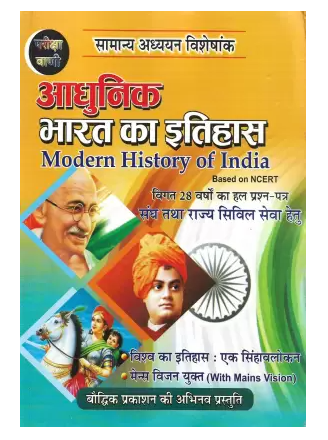 परीक्षा
वाणी
सामान्य अध्ययन विशेषांक
आधुनिक
भारत का इतिहास
Modern History of India
Based on NCERT
विगत 28 वर्षों का हल प्रश्न-पत्र
संघ तथा राज्य सिविल सेवा हेतु
• विश्व का इतिहास : एक सिंहावलोकन
• मेन्स विजन युक्त (With Mains Vision)
बौद्धिक प्रकाशन की अभिनव प्रस्तुति